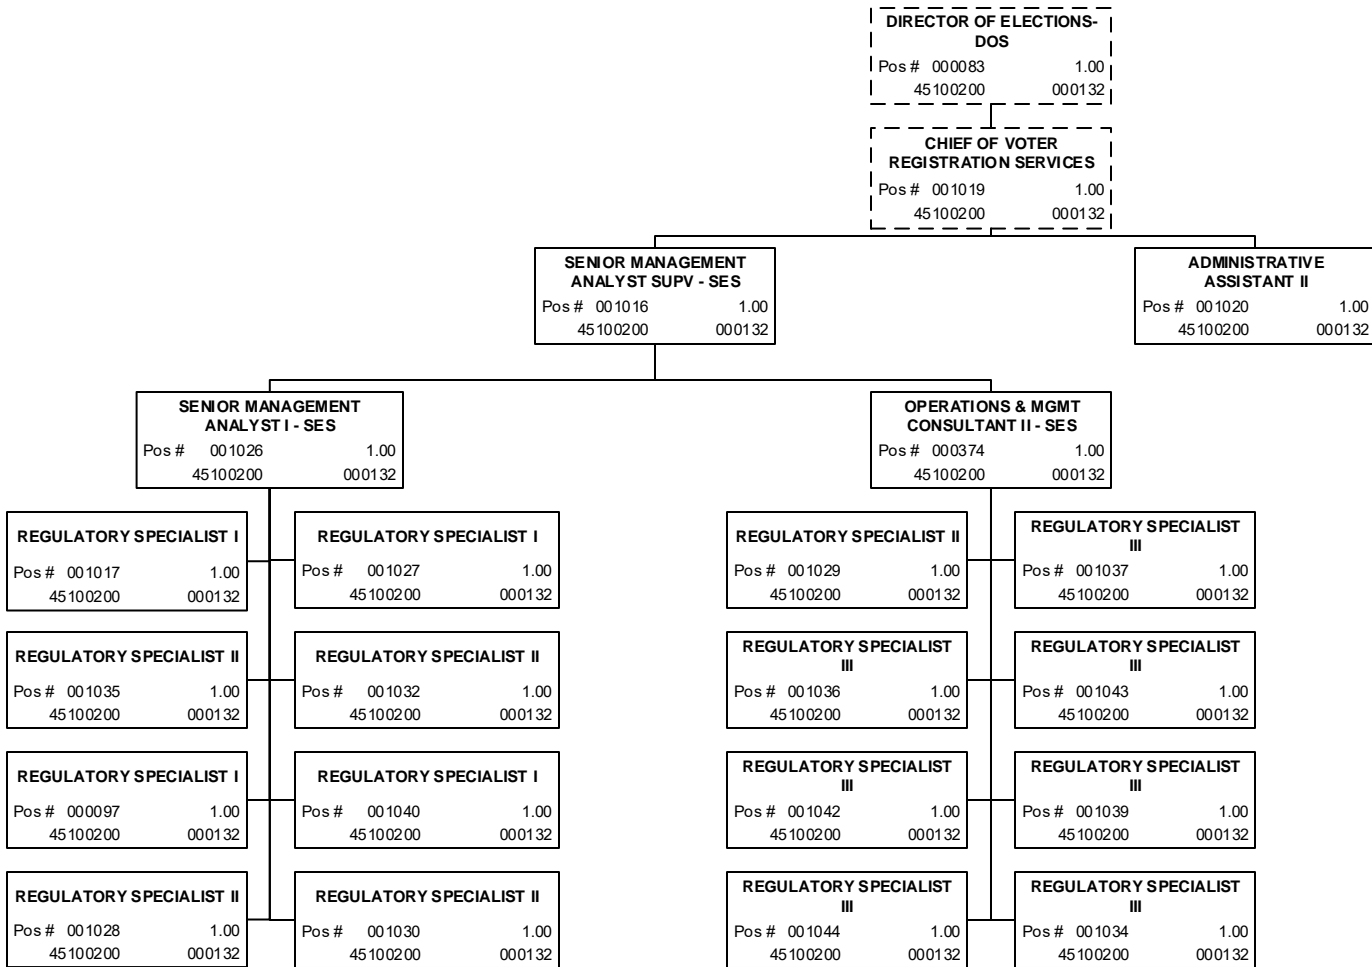 DIRECTOR OF ELECTIONS-
DOS
Pos # 000083 1.00
45100200 000132
CHIEF OF VOTER
REGISTRATION SERVICES
Pos # 001019 1.00
45100200 000132
SENIOR MANAGEMENT
ANALYST SUPV - SES
Pos # 001016 1.00
45100200 000132
ADMINISTRATIVE
ASSISTANT II
Pos # 001020 1.00
45100200 000132
SENIOR MANAGEMENT
ANALYST I - SES
Pos # 001026 1.00
45100200 000132
OPERATIONS & MGMT
CONSULTANT II - SES
Pos # 000374 1.00
45100200 000132
REGULATORY SPECIALIST I
Pos # 001017 1.00
45100200 000132
REGULATORY SPECIALIST I
Pos # 001027 1.00
45100200 000132
REGULATORY SPECIALIST II
Pos # 001029 1.00
45100200 000132
REGULATORY SPECIALIST
III
Pos # 001037 1.00
45100200 000132
REGULATORY SPECIALIST II
Pos # 001035 1.00
45100200 000132
REGULATORY SPECIALIST II
Pos # 001032 1.00
45100200 000132
REGULATORY SPECIALIST
III
Pos # 001036 1.00
45100200 000132
REGULATORY SPECIALIST
III
Pos # 001043 1.00
45100200 000132
REGULATORY SPECIALIST I
Pos # 000097 1.00
45100200 000132
REGULATORY SPECIALIST I
Pos # 001040 1.00
45100200 000132
REGULATORY SPECIALIST
III
Pos # 001042 1.00
45100200 000132
REGULATORY SPECIALIST
III
Pos # 001039 1.00
45100200 000132
REGULATORY SPECIALIST II
Pos # 001028 1.00
45100200 000132
REGULATORY SPECIALIST II
Pos # 001030 1.00
45100200 000132
REGULATORY SPECIALIST
III
Pos # 001044 1.00
45100200 000132
REGULATORY SPECIALIST
III
Pos # 001034 1.00
45100200 000132